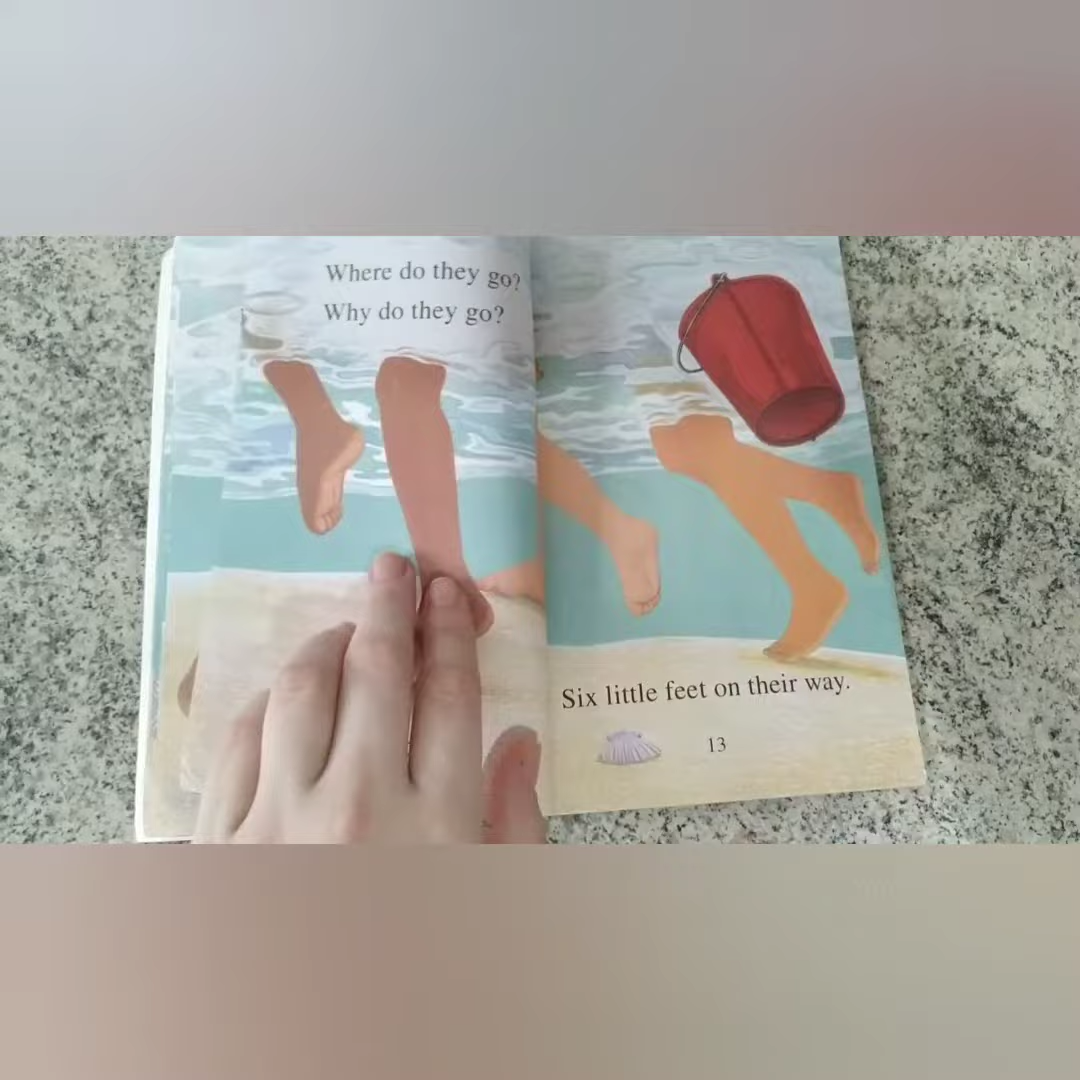 Where do they go?
Why do they go?
Six little feet on their way.
13